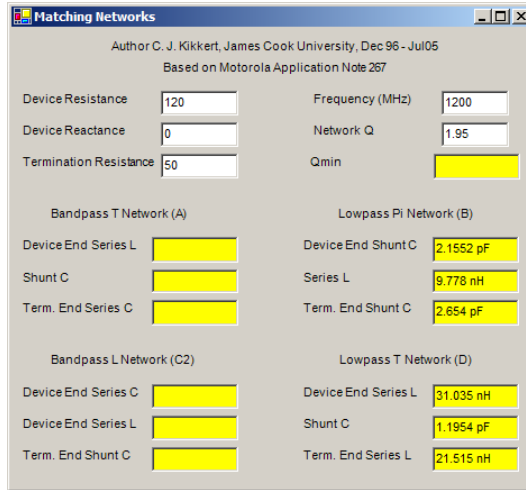 Matching Networks
Author C. J. Kikkert, James Cook University, Dec 96 - Jul05
Based on Motorola Application Note 267
Device Resistance 120 Frequency (MHz) 1200
Device Reactance 0 Network Q 1.95
Termination Resistance 50 Qmin
Bandpass T Network (A) Lowpass Pi Network (B)
Device End Series L Device End Shunt C 2.1552 pF
Shunt C Series L 9.778 nH
Term. End Series C Term. End Shunt C 2.654 pF
Bandpass L Network (C2) Lowpass T Network (D)
Device End Series C Device End Series L 31.035 nH
Device End Series L Shunt C 1.1954 pF
Term. End Shunt C Term. End Series L 21.515 nH